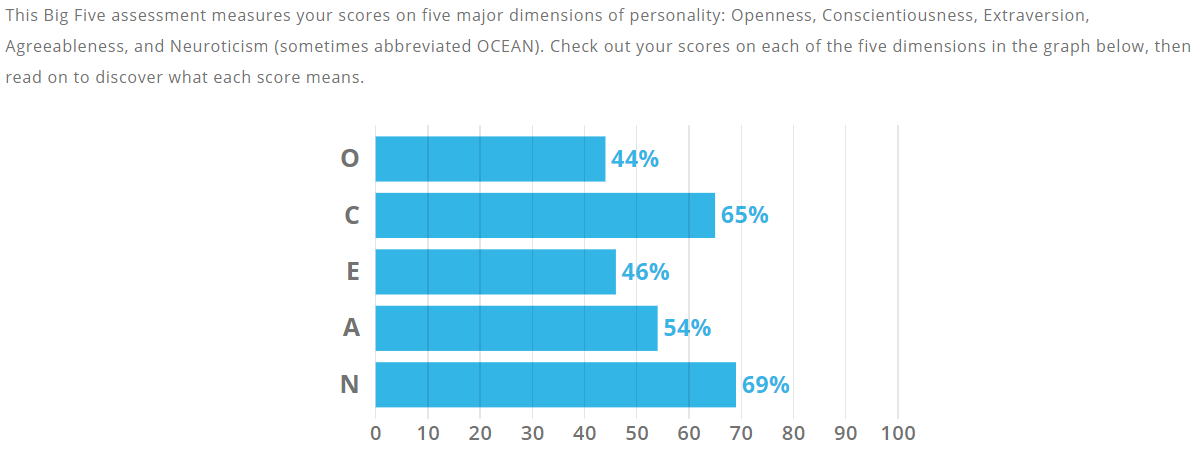 This Big Five assessment measures your scores on five major dimensions of personality: Openness, Conscientiousness, Extraversion,
Agreeableness, and Neuroticism (sometimes abbreviated OCEAN). Check out your scores on each of the five dimensions in the graph below, then
read on to discover what each score means.
O 44%
C 65%
E 46%
A 54%
N 69%
0 10 20 30 40 50 60 70 80 90 100